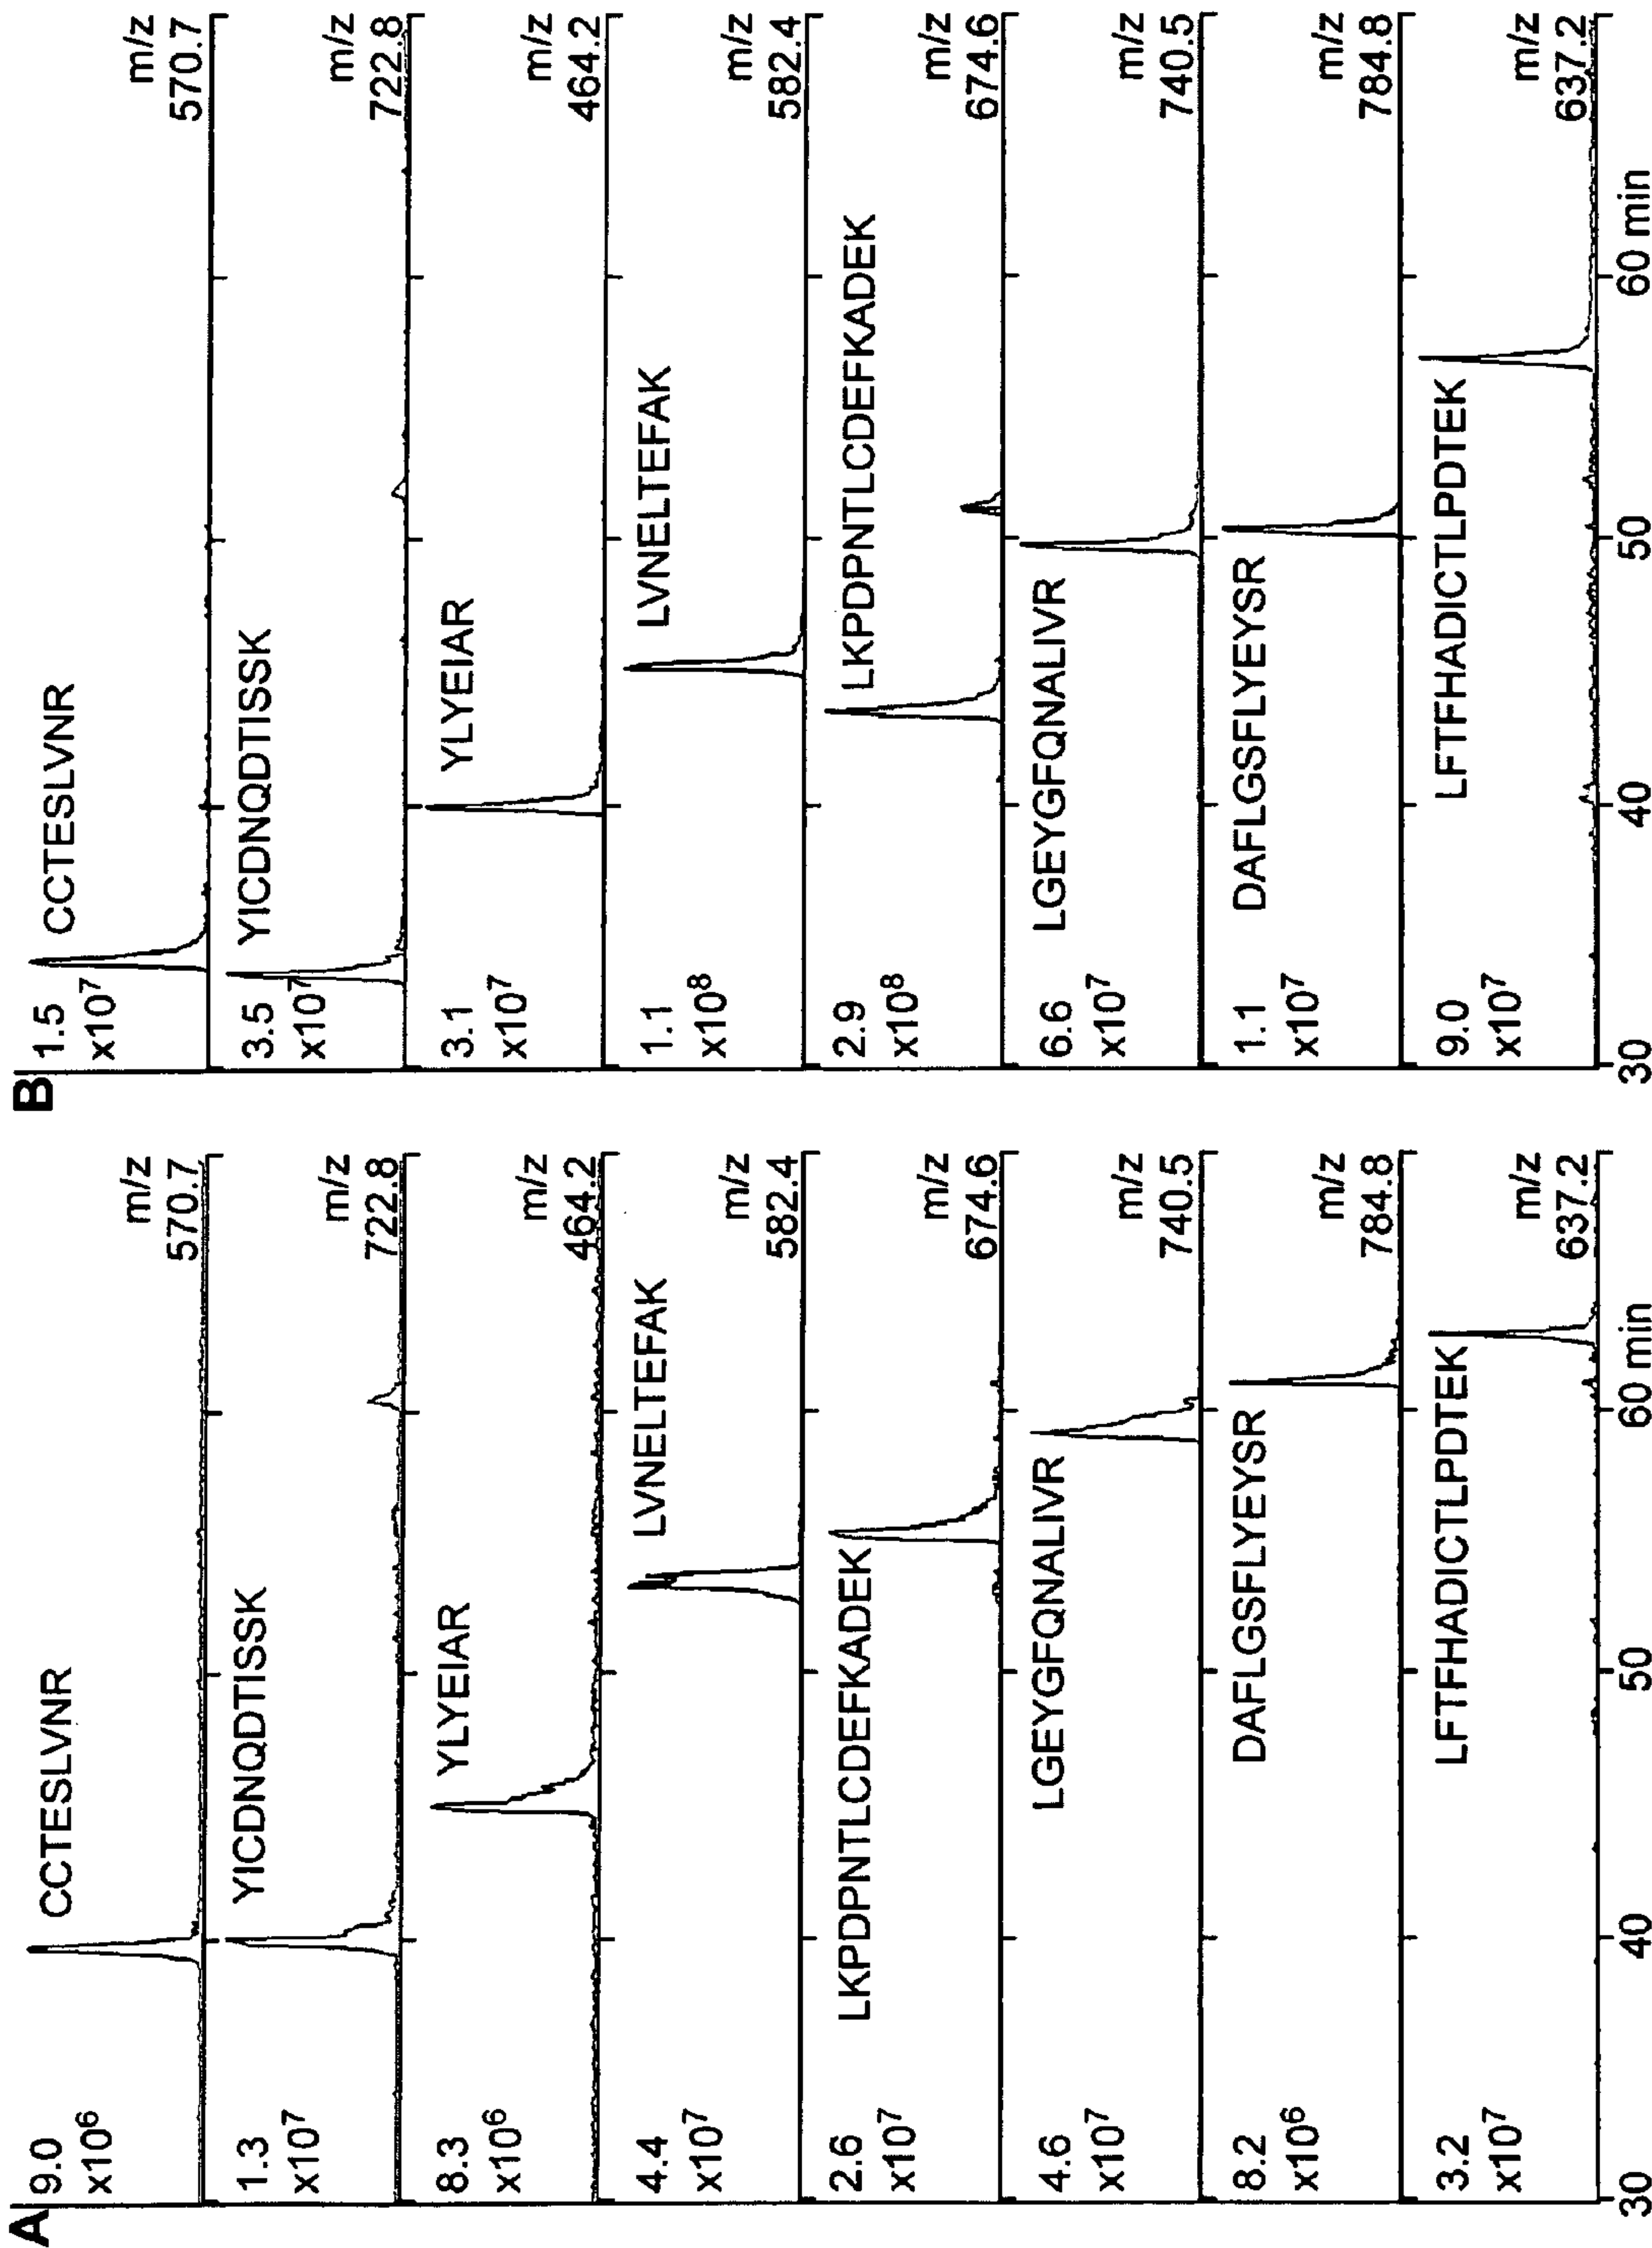 A
9.0
x10⁶
CCTESLVNR
m/z
570.7
1.3
x10⁷
YICDNQDTISSK
m/z
722.8
8.3
x10⁶
YLYEIAR
m/z
464.2
4.4
x10⁷
LVNELTEFAK
m/z
582.4
2.6
x10⁷
LKPDPNTLCDEFKADEK
m/z
674.6
4.6
x10⁷
LGEYGFQNALIVR
m/z
740.5
8.2
x10⁶
DAFLGSFLYEYSR
m/z
784.8
3.2
x10⁷
LFTFHADICTLPDTEK
m/z
637.2
30 40 50 60 min
B
1.5
x10⁷
CCTESLVNR
m/z
570.7
3.5
x10⁷
YICDNQDTISSK
m/z
722.8
3.1
x10⁷
YLYEIAR
m/z
464.2
1.1
x10⁸
LVNELTEFAK
m/z
582.4
2.9
x10⁸
LKPDPNTLCDEFKADEK
m/z
674.6
6.6
x10⁷
LGEYGFQNALIVR
m/z
740.5
1.1
x10⁷
DAFLGSFLYEYSR
m/z
784.8
9.0
x10⁷
LFTFHADICTLPDTEK
m/z
637.2
30 40 50 60 min